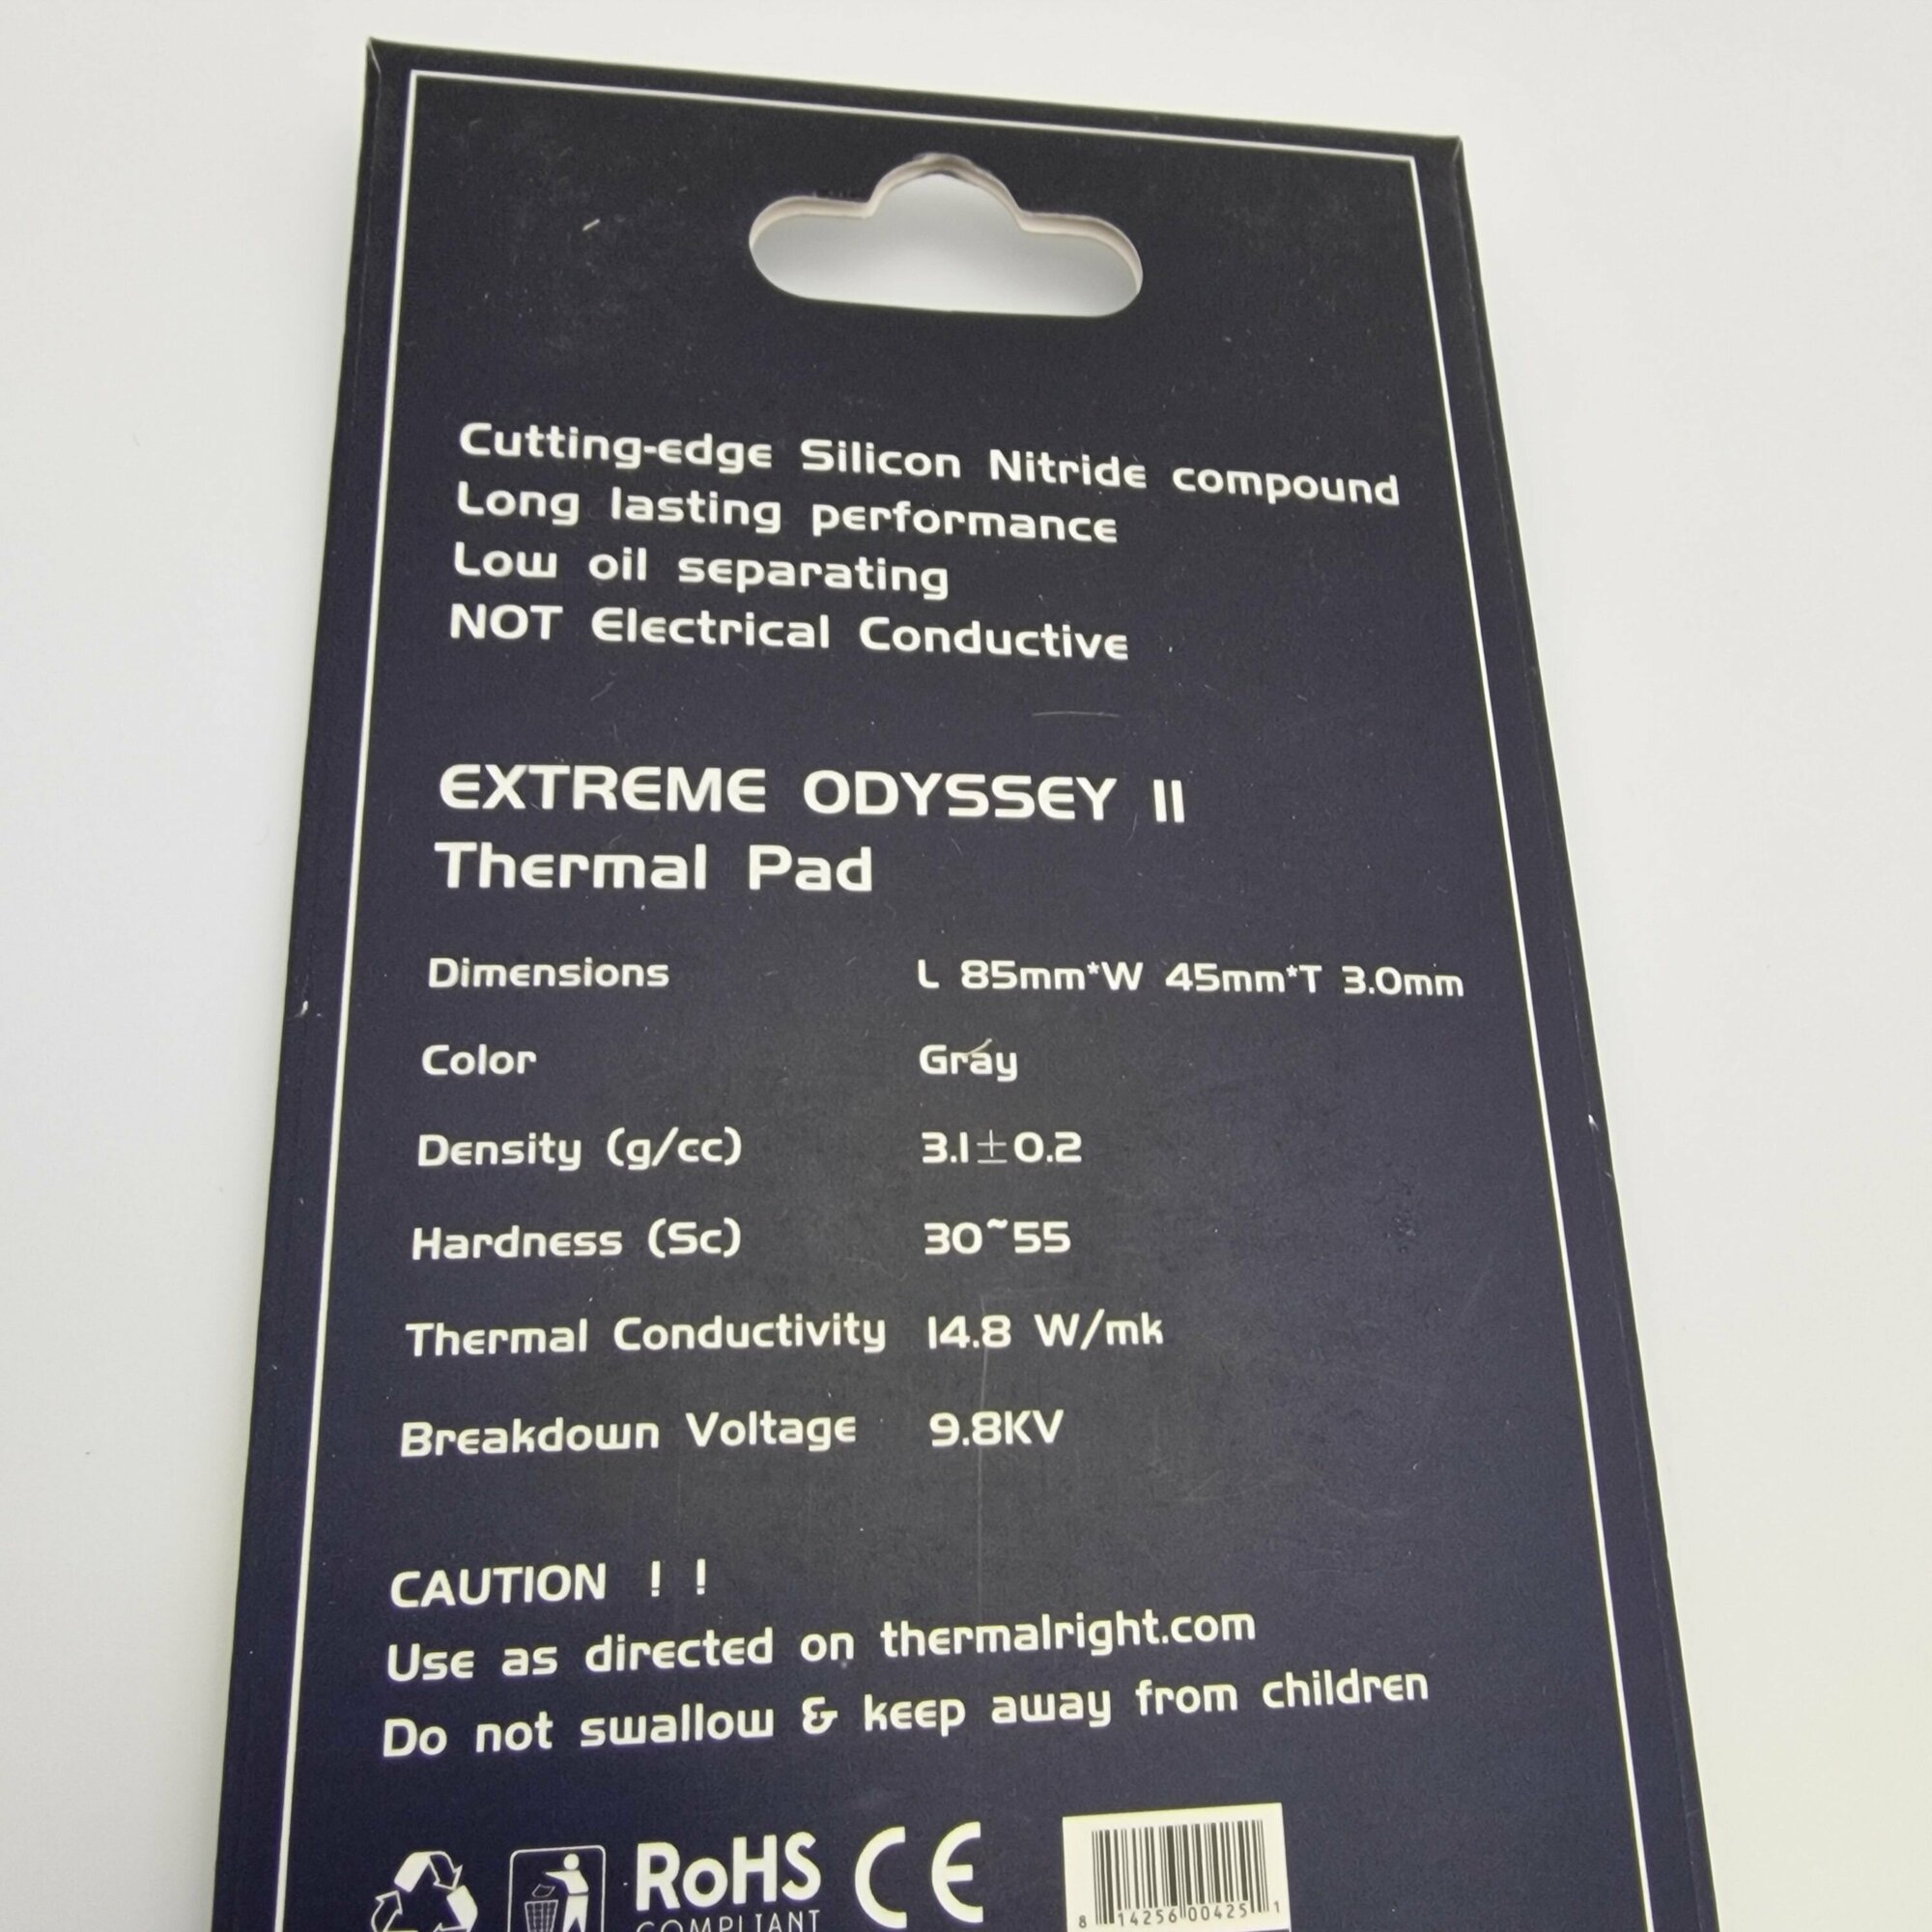 Cutting-edge Silicon Nitride compound
Long lasting performance
Low oil separating
NOT Electrical Conductive
EXTREME ODYSSEY II
Thermal Pad
Dimensions L 85mm*W 45mm*T 3.0mm
Color Gray
Density (g/cc) 3.1±0.2
Hardness (Sc) 30~55
Thermal Conductivity 14.8 W/mk
Breakdown Voltage 9.8KV
CAUTION ! !
Use as directed on thermalright.com
Do not swallow & keep away from children
RoHS CE
COMPLIANT
8 14256 00425 1